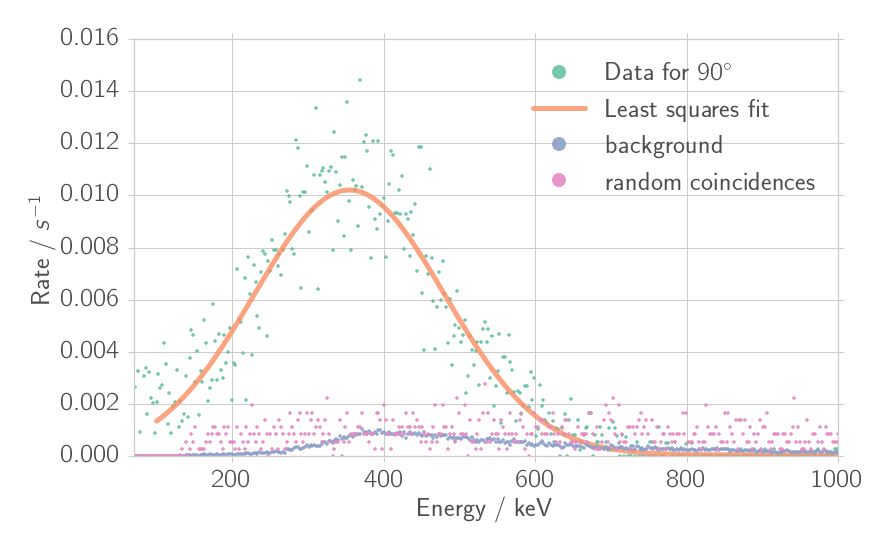 0.016
0.014
0.012
0.010
0.008
0.006
0.004
0.002
0.000
Rate / s⁻¹
Data for 90°
Least squares fit
background
random coincidences
200 400 600 800 1000
Energy / keV